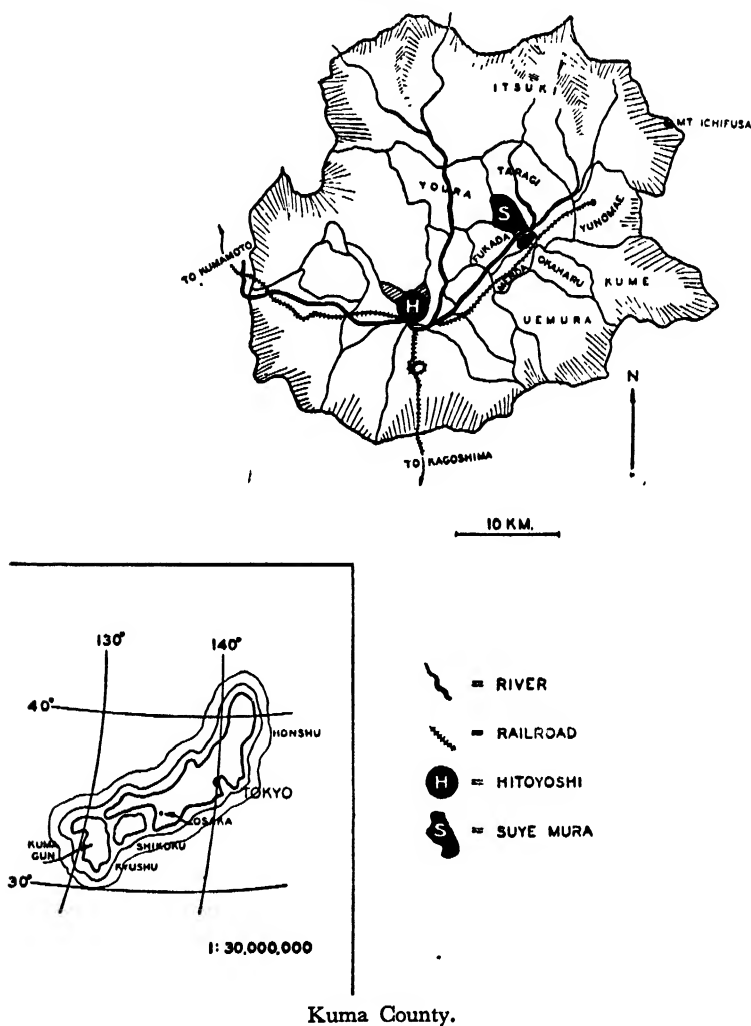 ITSUKI
MT ICHIFUSA
TARAGI
YOURA
S
YUNOMAE
FUKADA
TO KUMAMOTO
OKAHARU
KUME
H
UEMURA
N
TO KAGOSHIMA
10 KM.
130°
140°
40°
HONSHU
TOKYO
OSAKA
KUMA
GUN
SHIKOKU
KYUSHU
30°
1: 30,000,000
= RIVER
= RAILROAD
H = HITOYOSHI
S = SUYE MURA
Kuma County.